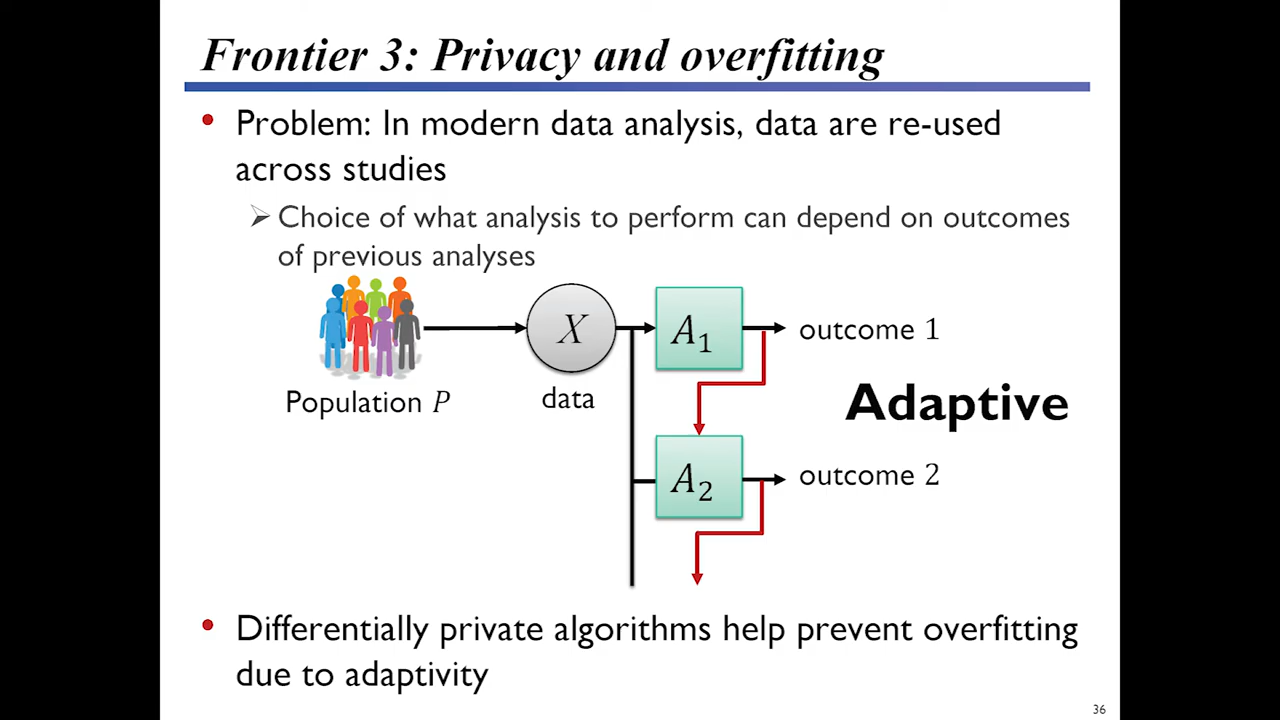 Frontier 3: Privacy and overfitting
• Problem: In modern data analysis, data are re-used
across studies
➢ Choice of what analysis to perform can depend on outcomes
of previous analyses
Population P
X
data
A₁
outcome 1
Adaptive
A₂
outcome 2
• Differentially private algorithms help prevent overfitting
due to adaptivity
36